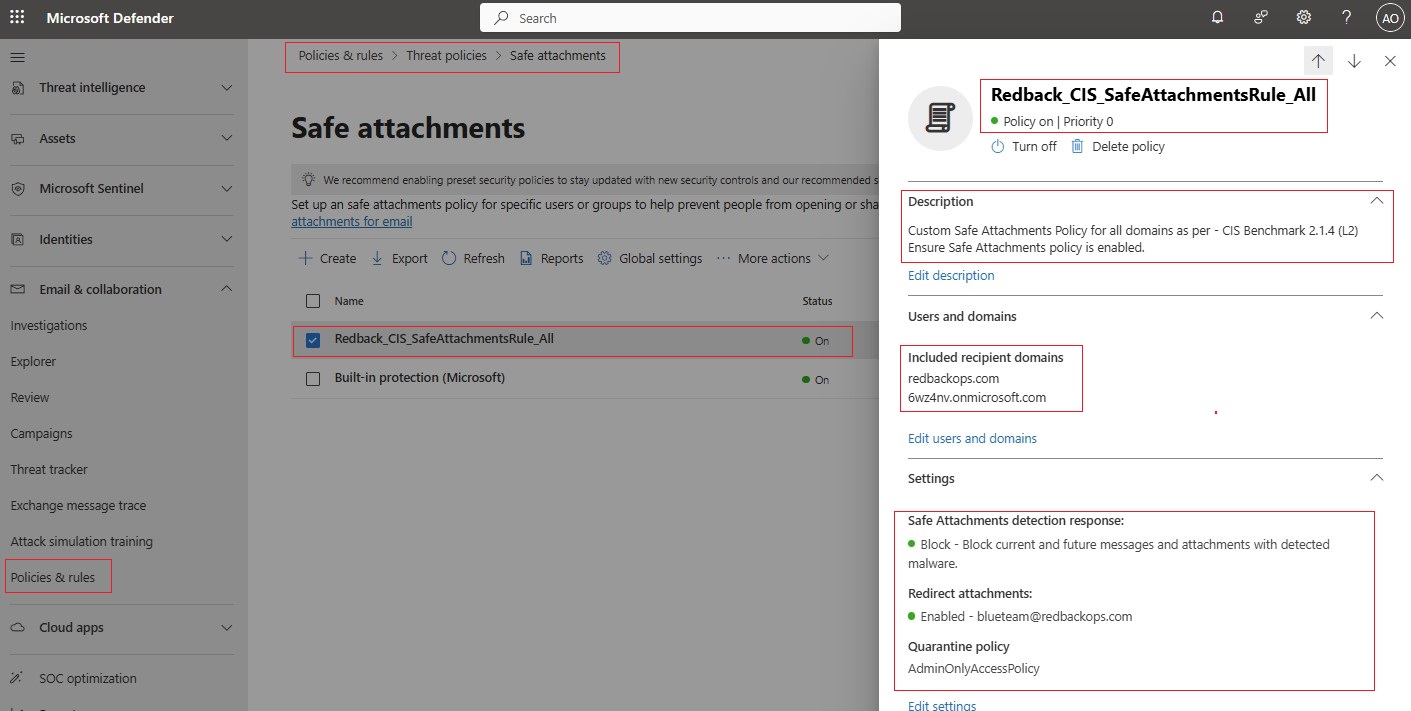 Microsoft Defender
Search
AO
Threat intelligence
Assets
Microsoft Sentinel
Identities
Email & collaboration
Investigations
Explorer
Review
Campaigns
Threat tracker
Exchange message trace
Attack simulation training
Policies & rules
Cloud apps
SOC optimization
Policies & rules > Threat policies > Safe attachments
Safe attachments
We recommend enabling preset security policies to stay updated with new security controls and our recommended s
Set up an safe attachments policy for specific users or groups to help prevent people from opening or sha
attachments for email
Create Export Refresh Reports Global settings ··· More actions
Name Status
Redback_CIS_SafeAttachmentsRule_All On
Built-in protection (Microsoft) On
Redback_CIS_SafeAttachmentsRule_All
Policy on | Priority 0
Turn off Delete policy
Description
Custom Safe Attachments Policy for all domains as per - CIS Benchmark 2.1.4 (L2)
Ensure Safe Attachments policy is enabled.
Edit description
Users and domains
Included recipient domains
redbackops.com
6wz4nv.onmicrosoft.com
Edit users and domains
Settings
Safe Attachments detection response:
Block - Block current and future messages and attachments with detected
malware.
Redirect attachments:
Enabled - blueteam@redbackops.com
Quarantine policy
AdminOnlyAccessPolicy
Edit settings